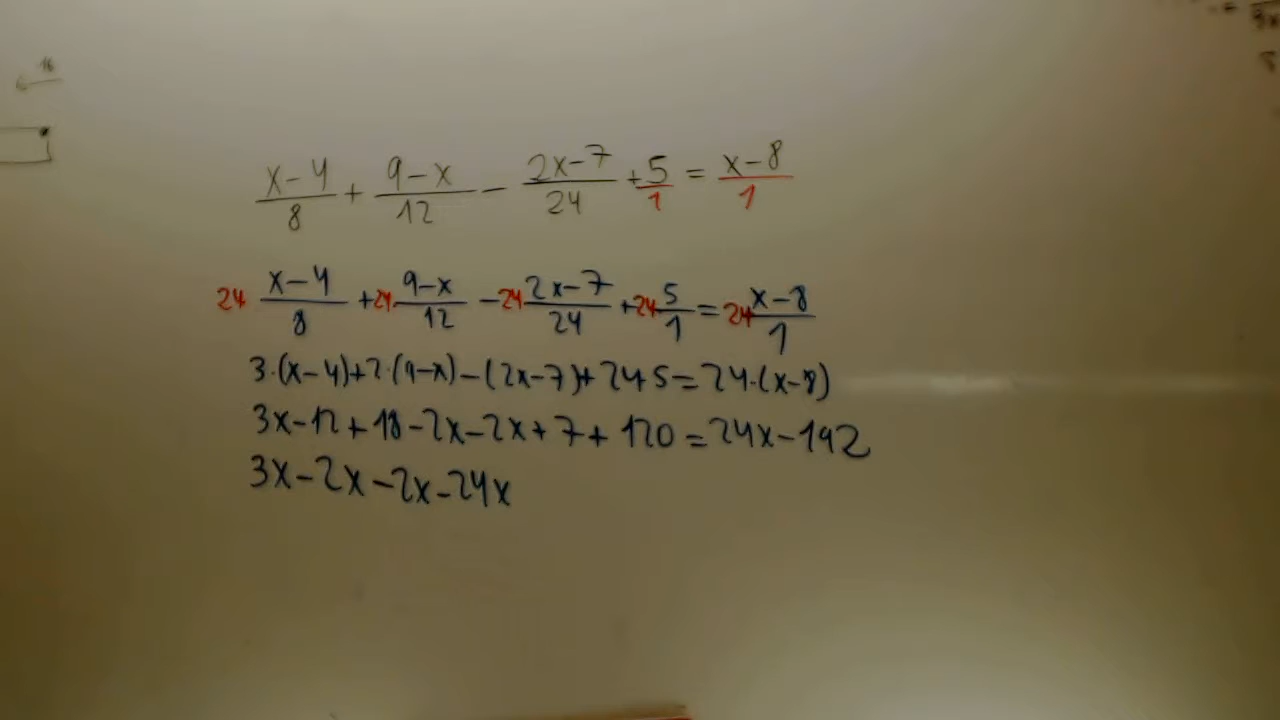 16
x-4/8 + 9-x/12 - 2x-7/24 + 5/1 = x-8/1
24 x-4/8 + 24 9-x/12 - 24 2x-7/24 + 24 5/1 = 24 x-8/1
3·(x-4)+2·(9-x)-(2x-7)+24·5=24·(x-8)
3x-12+18-2x-2x+7+120=24x-192
3x-2x-2x-24x